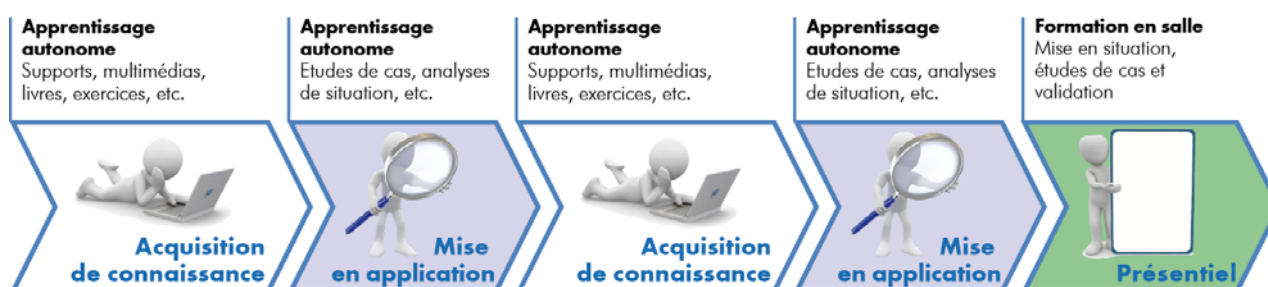 Apprentissage
autonome
Supports, multimédias,
livres, exercices, etc.
Acquisition
de connaissance
Apprentissage
autonome
Etudes de cas, analyses
de situation, etc.
Mise
en application
Apprentissage
autonome
Supports, multimédias,
livres, exercices, etc.
Acquisition
de connaissance
Apprentissage
autonome
Etudes de cas, analyses
de situation, etc.
Mise
en application
Formation en salle
Mise en situation,
études de cas et
validation
Présentiel